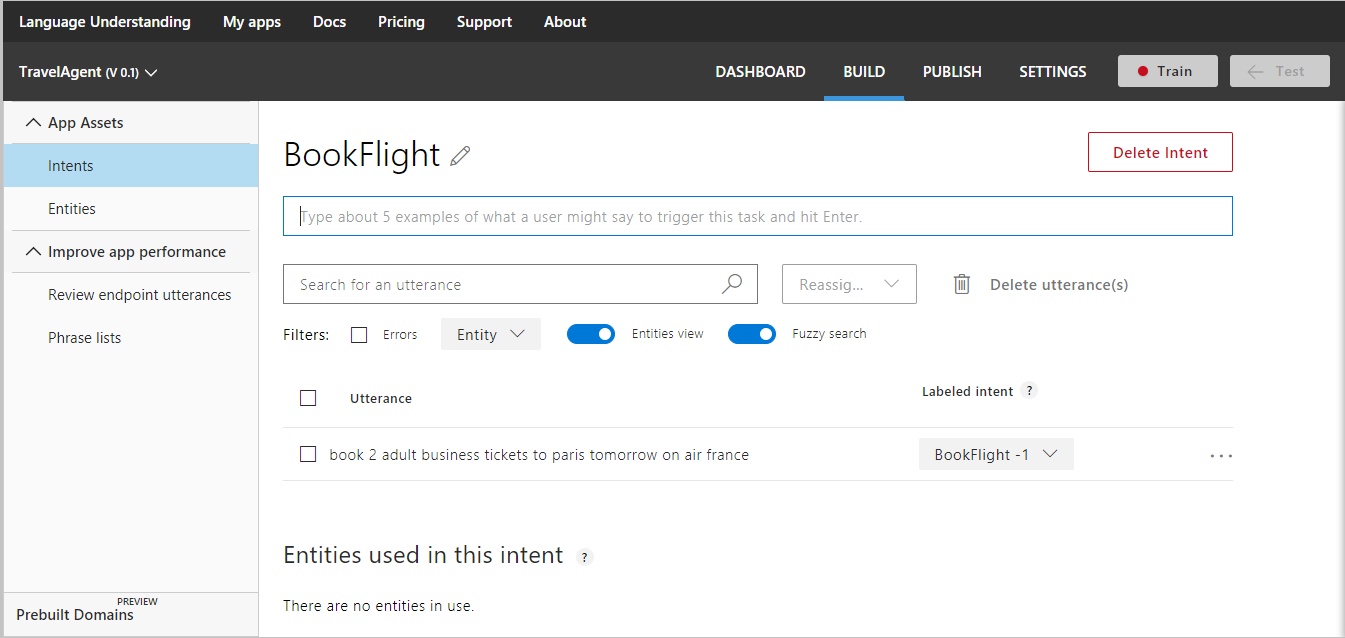 Language Understanding My apps Docs Pricing Support About
TravelAgent (V 0.1) DASHBOARD BUILD PUBLISH SETTINGS Train Test
App Assets
Intents
Entities
Improve app performance
Review endpoint utterances
Phrase lists
Prebuilt Domains PREVIEW
BookFlight Delete Intent
Type about 5 examples of what a user might say to trigger this task and hit Enter.
Search for an utterance Reassig... Delete utterance(s)
Filters: Errors Entity Entities view Fuzzy search
Utterance Labeled intent ?
book 2 adult business tickets to paris tomorrow on air france BookFlight -1 ...
Entities used in this intent ?
There are no entities in use.